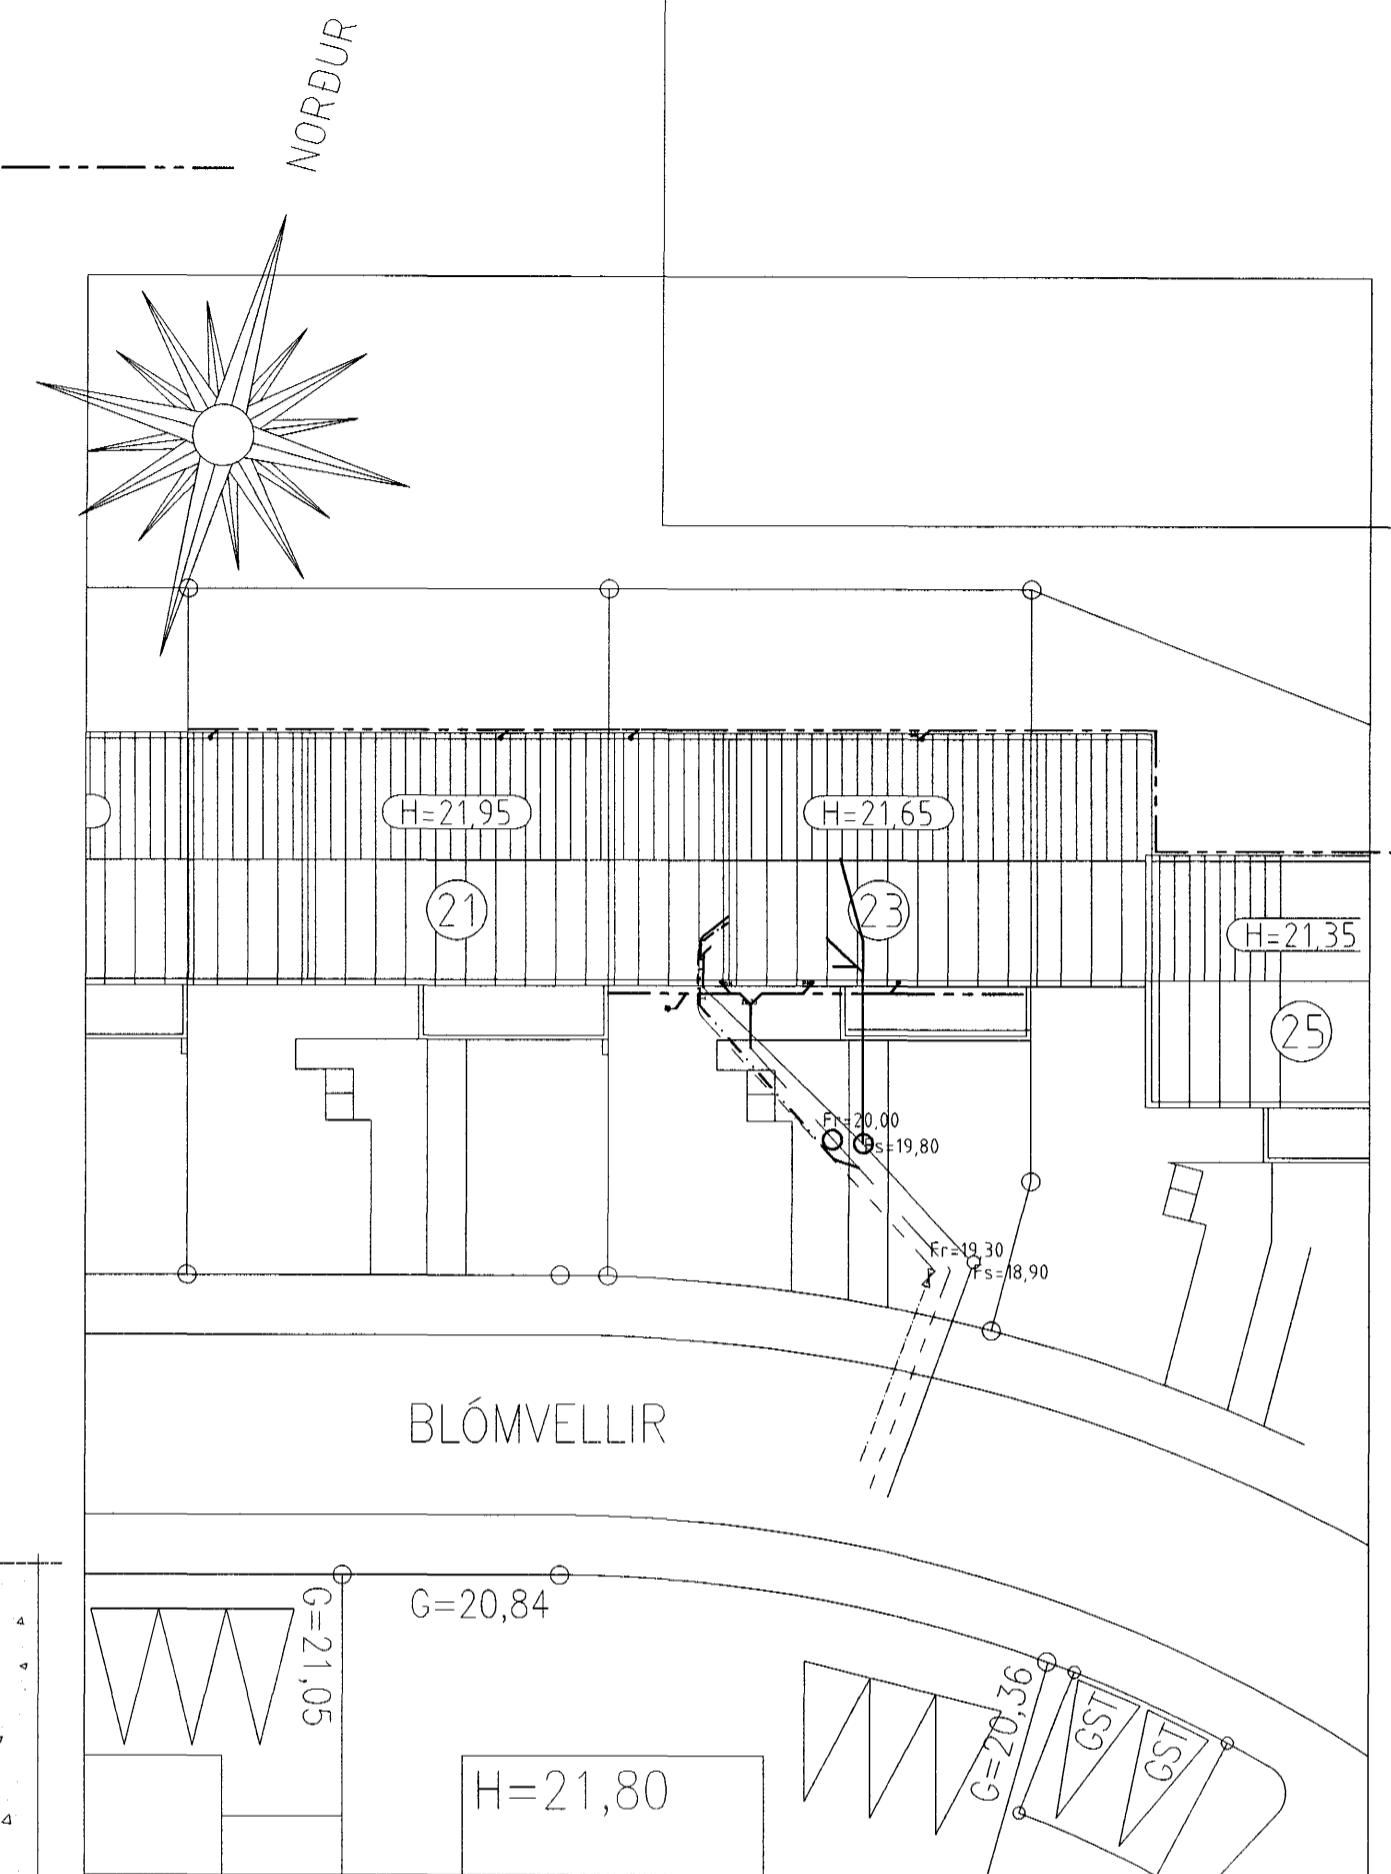 NORÐUR
H=21,95
H=21,65
21
23
H=21,35
25
Fr=20,00
Fs=19,80
Fr=19,30
Fs=18,90
BLÓMVELLIR
G=20,84
G=21,05
G=20,36
GST
GST
H=21,80